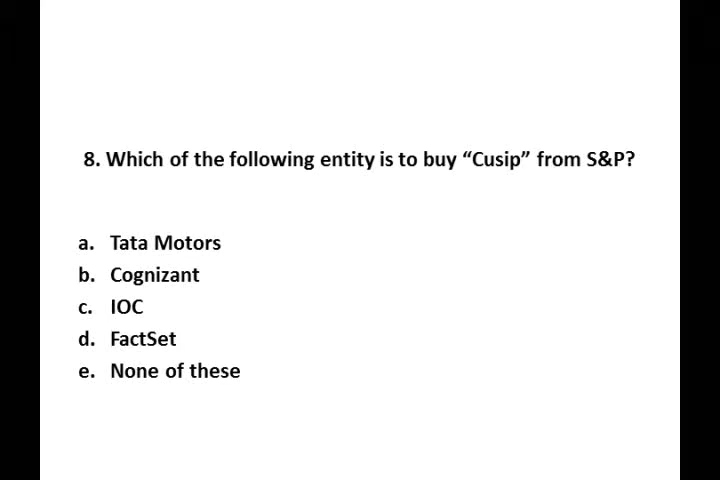 8. Which of the following entity is to buy “Cusip” from S&P?
a. Tata Motors
b. Cognizant
c. IOC
d. FactSet
e. None of these